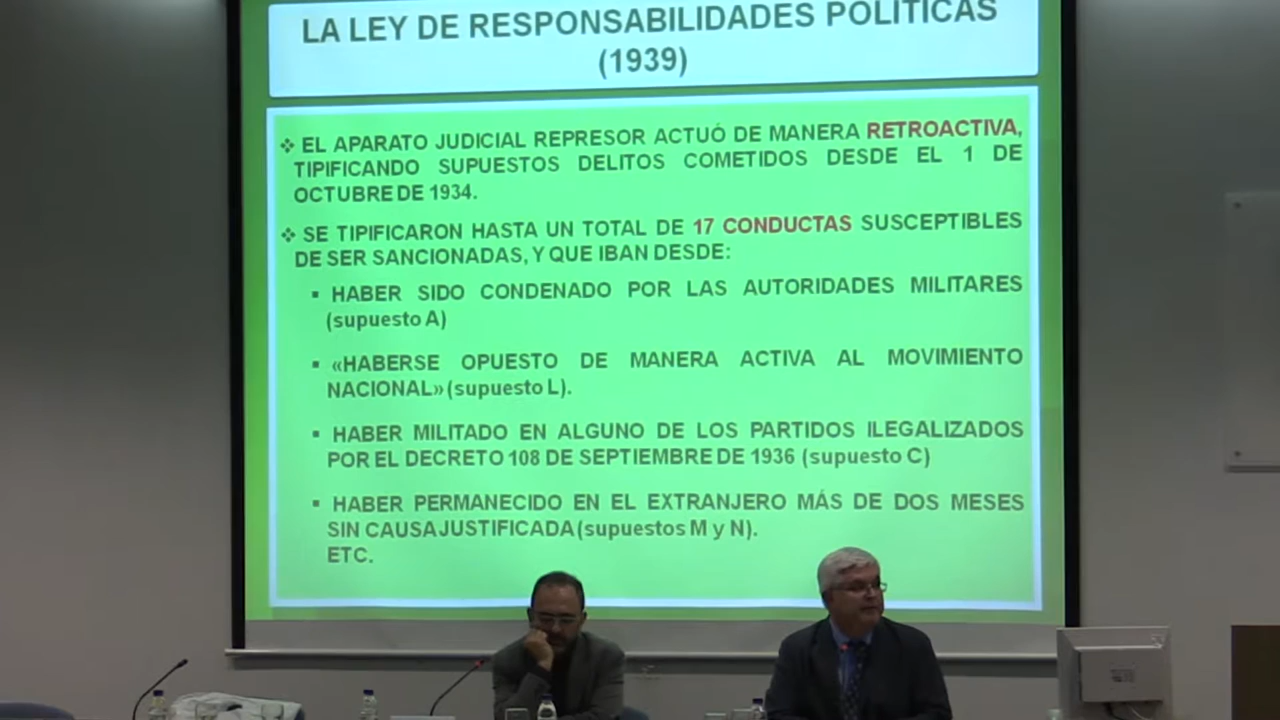 LA LEY DE RESPONSABILIDADES POLÍTICAS
(1939)
❖ EL APARATO JUDICIAL REPRESOR ACTUÓ DE MANERA RETROACTIVA,
TIPIFICANDO SUPUESTOS DELITOS COMETIDOS DESDE EL 1 DE
OCTUBRE DE 1934.
❖ SE TIPIFICARON HASTA UN TOTAL DE 17 CONDUCTAS SUSCEPTIBLES
DE SER SANCIONADAS, Y QUE IBAN DESDE:
▪ HABER SIDO CONDENADO POR LAS AUTORIDADES MILITARES
(supuesto A)
▪ «HABERSE OPUESTO DE MANERA ACTIVA AL MOVIMIENTO
NACIONAL» (supuesto L).
▪ HABER MILITADO EN ALGUNO DE LOS PARTIDOS ILEGALIZADOS
POR EL DECRETO 108 DE SEPTIEMBRE DE 1936 (supuesto C)
▪ HABER PERMANECIDO EN EL EXTRANJERO MÁS DE DOS MESES
SIN CAUSA JUSTIFICADA (supuestos M y N).
ETC.